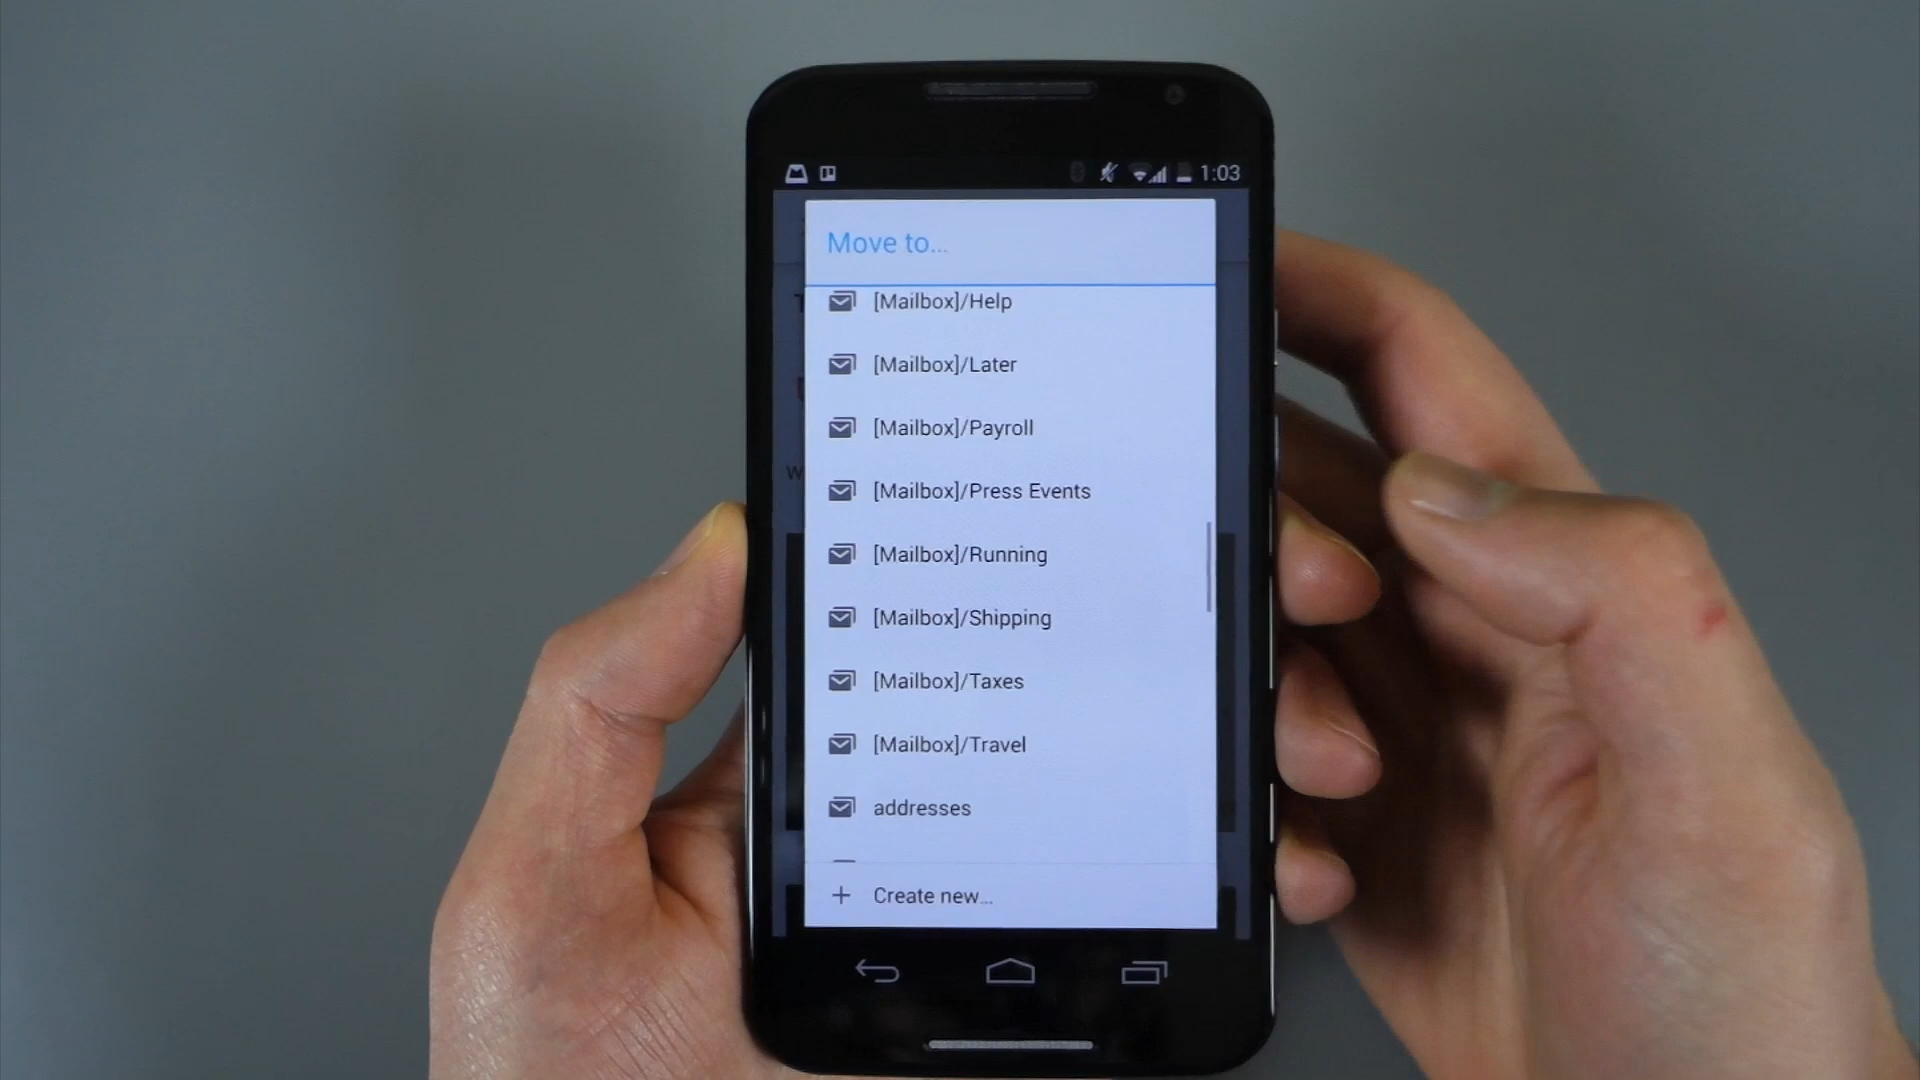 1:03
Move to...
[Mailbox]/Help
[Mailbox]/Later
[Mailbox]/Payroll
[Mailbox]/Press Events
[Mailbox]/Running
[Mailbox]/Shipping
[Mailbox]/Taxes
[Mailbox]/Travel
addresses
Create new...